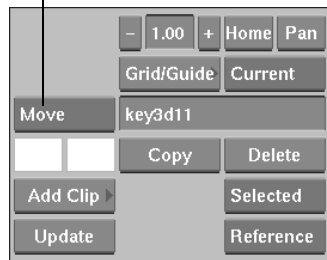 - 1.00 + Home Pan
Grid/Guide Current
Move key3d11
Copy Delete
Add Clip Selected
Update Reference